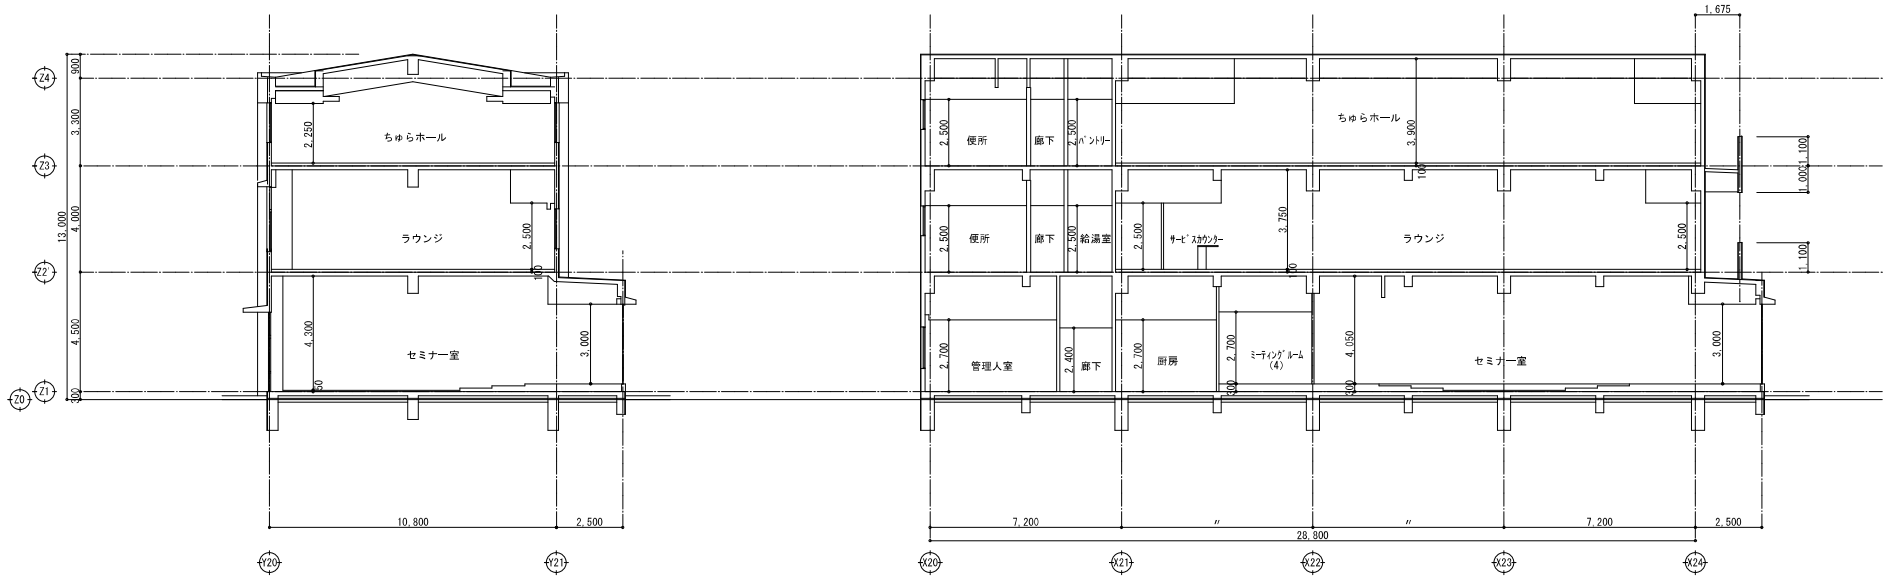 1,675
Z4
900
3,300
2,250
ちゅらホール
2,500
便所
廊下
2,500
パントリー
ちゅらホール
3,900
100
1,100
1,000
Z3
13,000
4,000
ラウンジ
2,500
100
2,500
便所
廊下
2,500
給湯室
2,500
サービスカウンター
3,750
100
ラウンジ
2,500
1,100
Z2'
4,500
4,300
50
セミナー室
3,000
2,700
管理人室
2,400
廊下
2,700
厨房
2,700
300
ミーティングルーム
(4)
4,050
300
セミナー室
3,000
Z1
300
Z0
10,800
2,500
7,200
〃
〃
7,200
2,500
28,800
Y20
Y21
X20
X21
X22
X23
X24